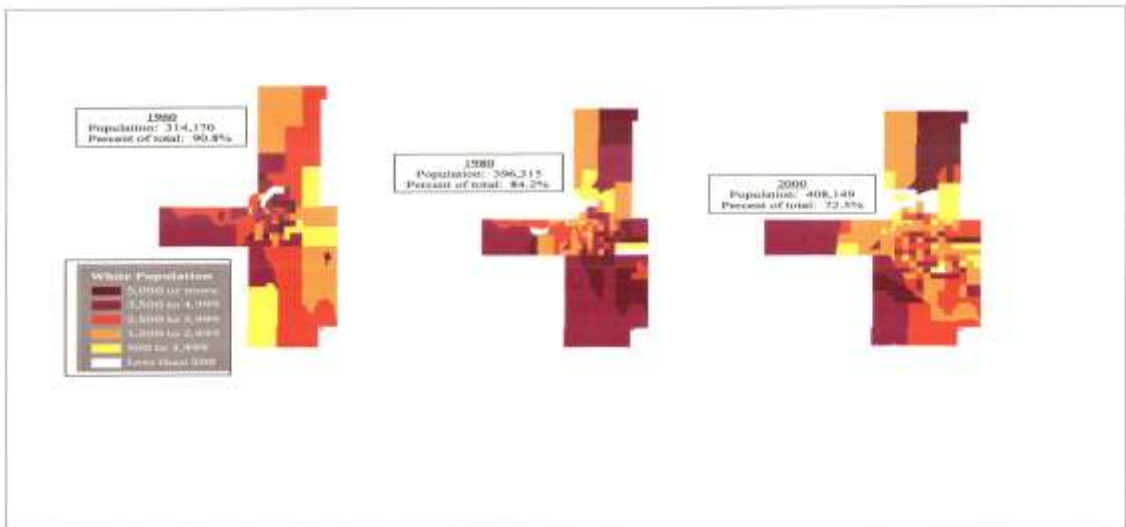 1960
Population: 314,170
Percent of total: 90.8%
1980
Population: 396,315
Percent of total: 84.2%
2000
Population: 408,149
Percent of total: 72.5%
White Population
5,000 or more
3,500 to 4,999
2,500 to 3,499
1,500 to 2,499
500 to 1,499
Less than 500